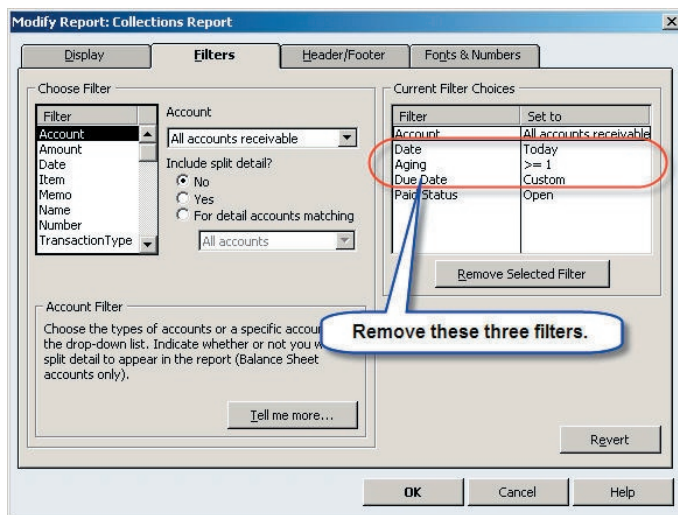 Modify Report: Collections Report
Display
Filters
Header/Footer
Fonts & Numbers
Choose Filter
Filter
Account
Amount
Date
Item
Memo
Name
Number
TransactionType
Account
All accounts receivable
Include split detail?
No
Yes
For detail accounts matching
All accounts
Account Filter
Choose the types of accounts or a specific accou
the drop-down list. Indicate whether or not you w
split detail to appear in the report (Balance Sheet
accounts only).
Tell me more...
Current Filter Choices
Filter Set to
Account All accounts receivable
Date Today
Aging >= 1
Due Date Custom
Paid Status Open
Remove Selected Filter
Remove these three filters.
Revert
OK
Cancel
Help